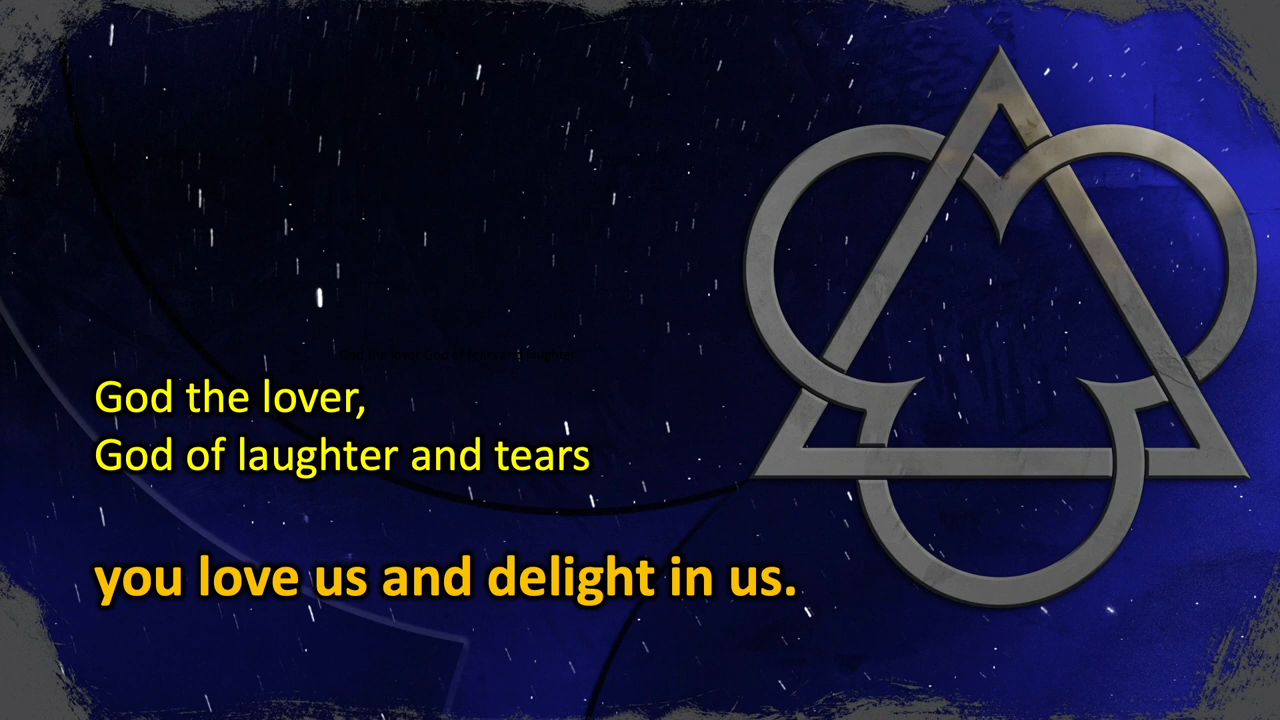 God the lover,
God of laughter and tears
you love us and delight in us.